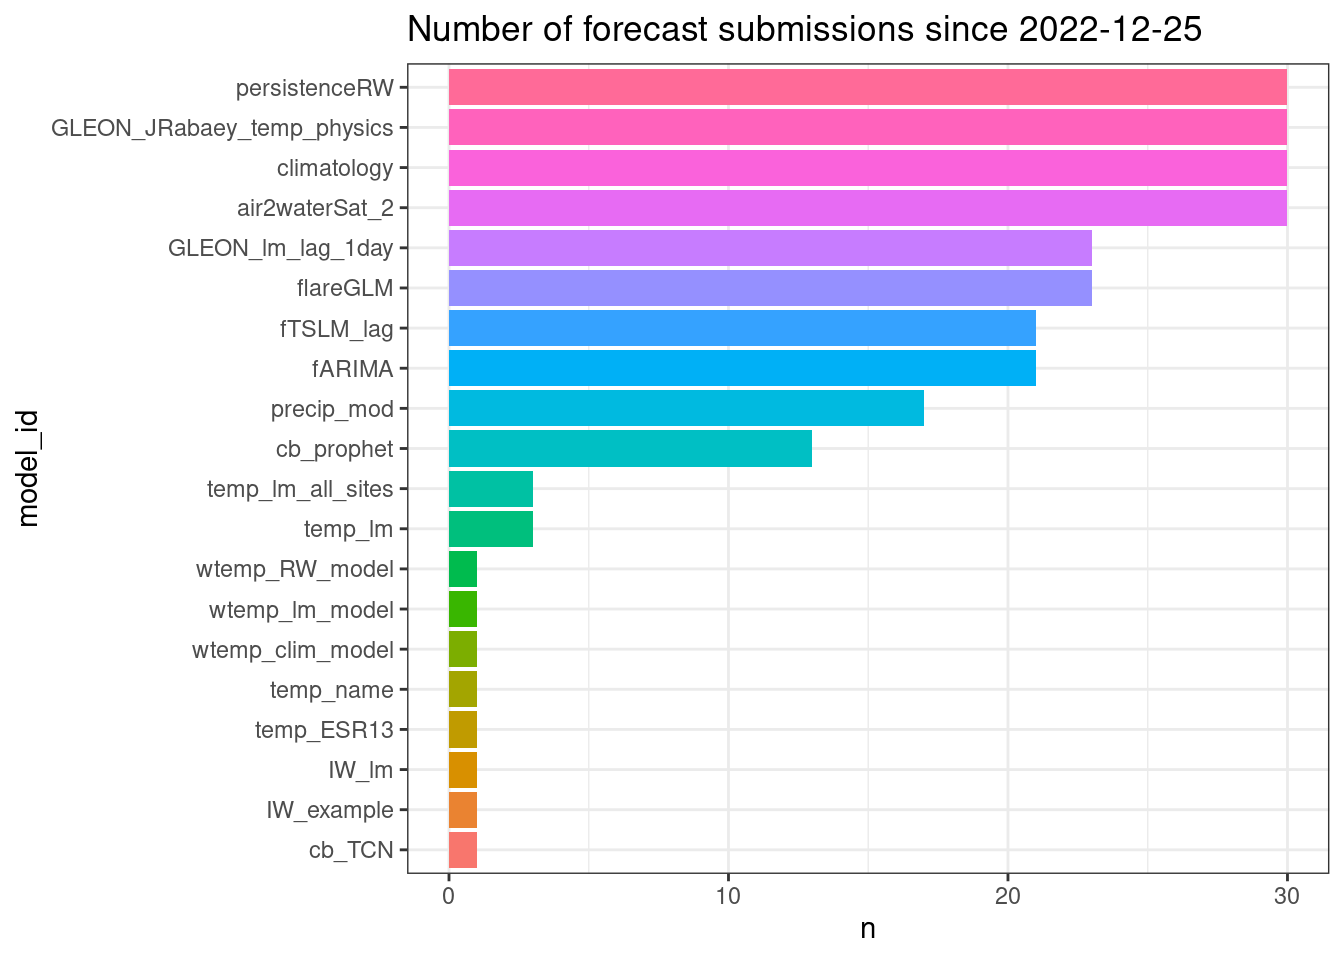 Number of forecast submissions since 2022-12-25
persistenceRW
GLEON_JRabaey_temp_physics
climatology
air2waterSat_2
GLEON_lm_lag_1day
flareGLM
fTSLM_lag
fARIMA
precip_mod
cb_prophet
temp_lm_all_sites
temp_lm
wtemp_RW_model
wtemp_lm_model
wtemp_clim_model
temp_name
temp_ESR13
IW_lm
IW_example
cb_TCN
model_id
0 10 20 30
n